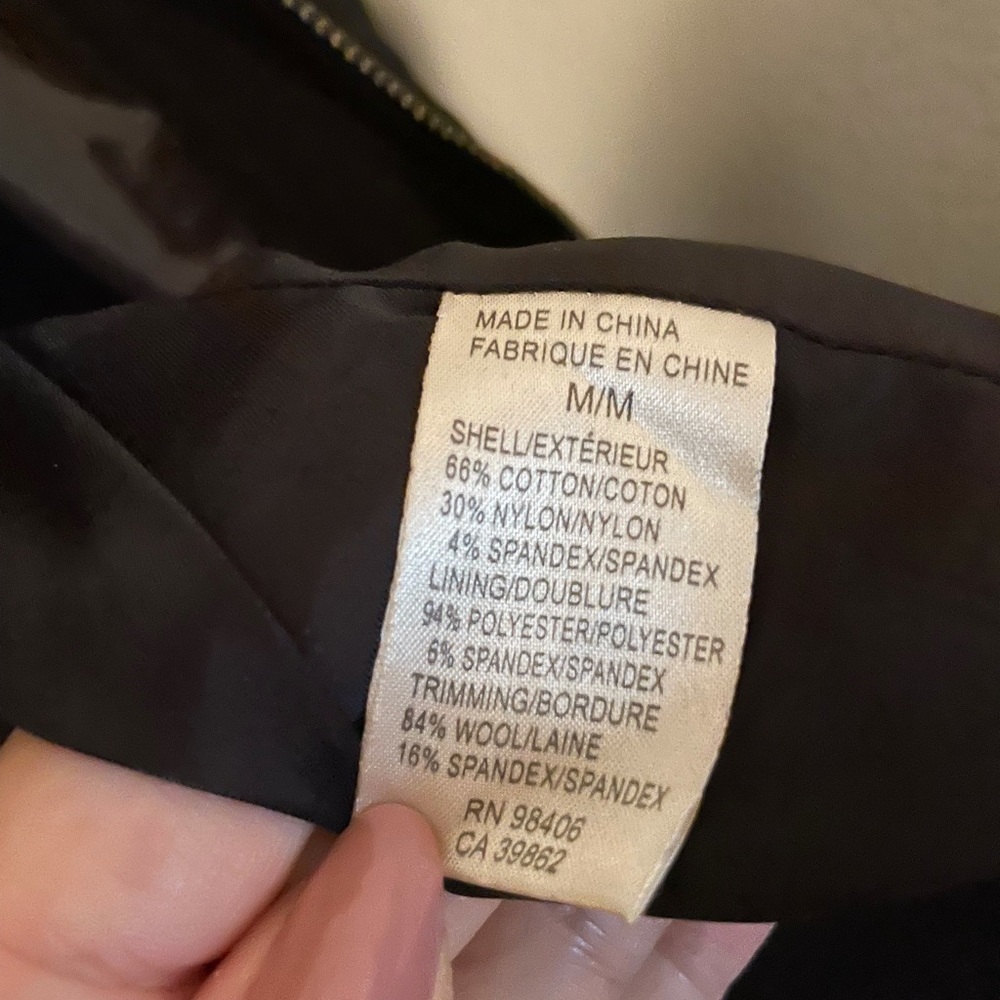 MADE IN CHINA
FABRIQUE EN CHINE
M/M
SHELL/EXTÉRIEUR
66% COTTON/COTON
30% NYLON/NYLON
4% SPANDEX/SPANDEX
LINING/DOUBLURE
94% POLYESTER/POLYESTER
6% SPANDEX/SPANDEX
TRIMMING/BORDURE
84% WOOL/LAINE
16% SPANDEX/SPANDEX
RN 98406
CA 39862